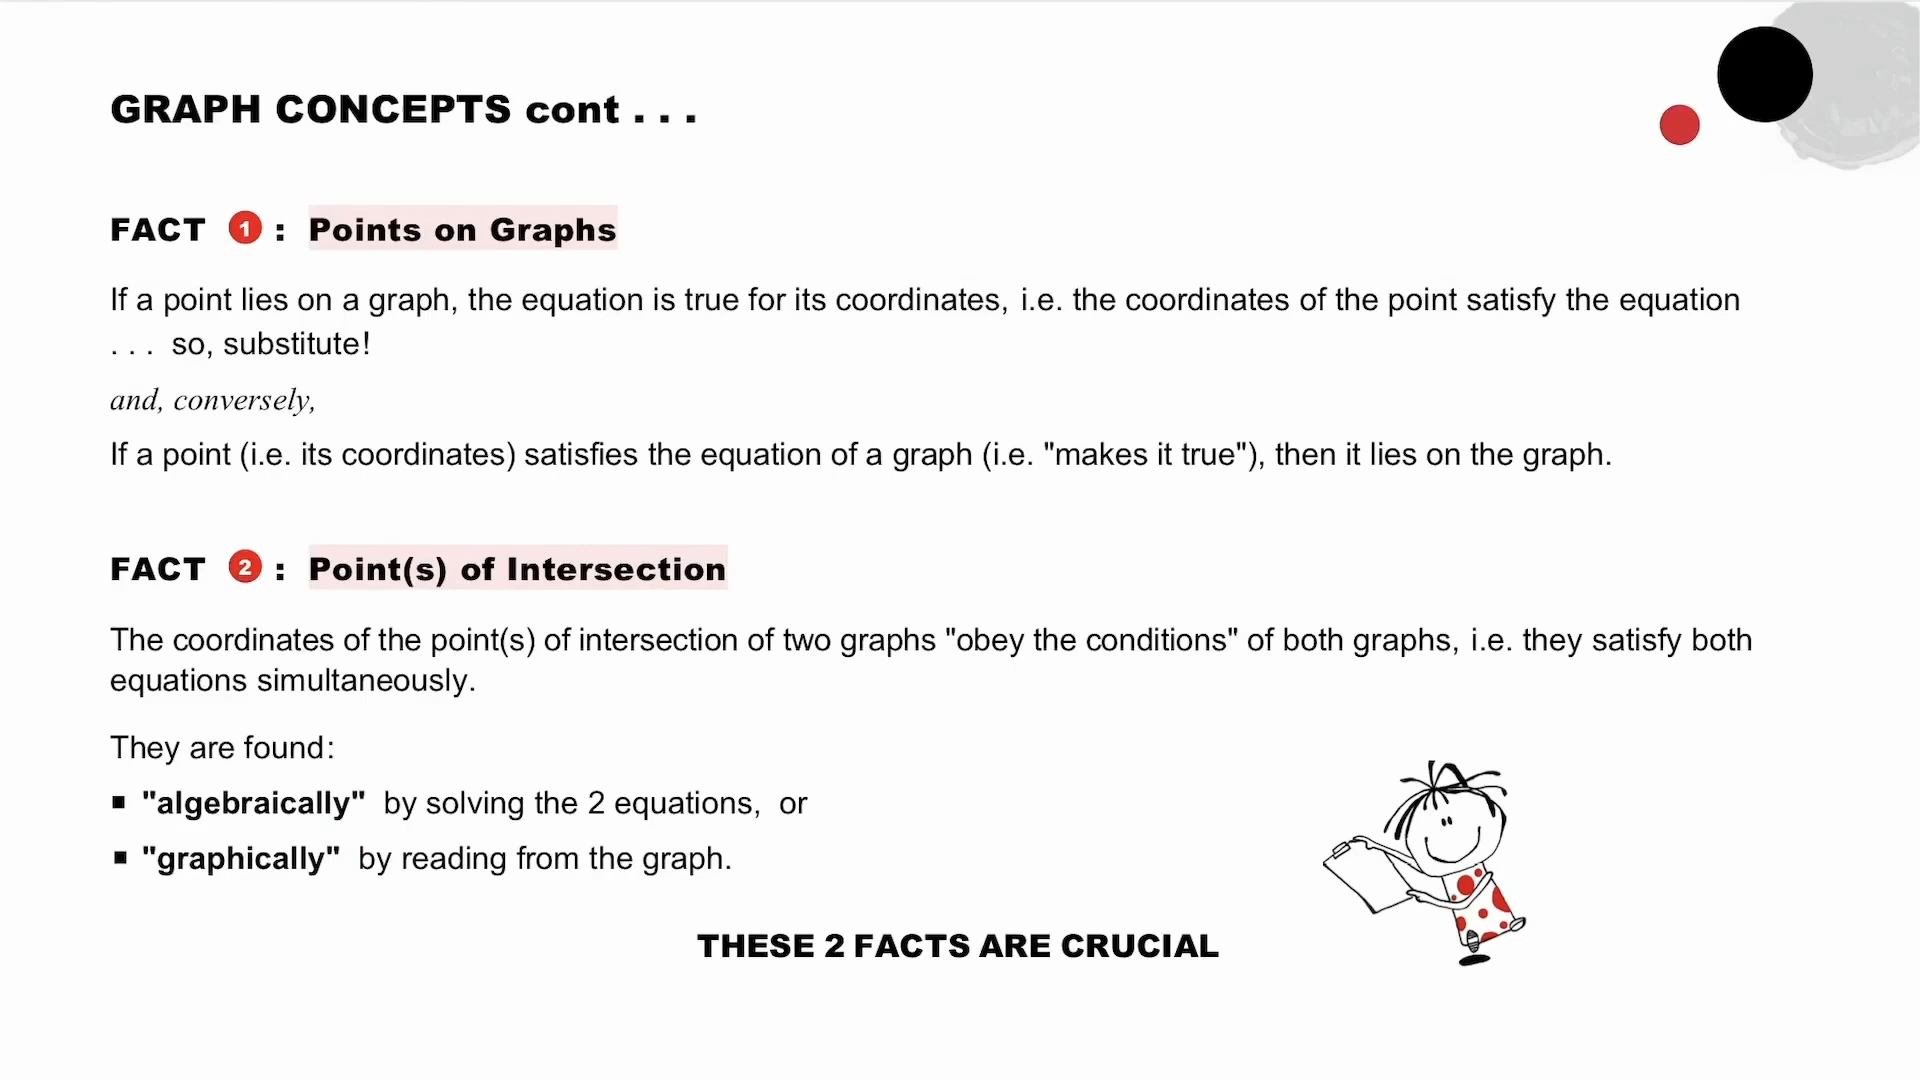 GRAPH CONCEPTS cont . . .
FACT 1 : Points on Graphs
If a point lies on a graph, the equation is true for its coordinates, i.e. the coordinates of the point satisfy the equation
. . . so, substitute!
and, conversely,
If a point (i.e. its coordinates) satisfies the equation of a graph (i.e. "makes it true"), then it lies on the graph.
FACT 2 : Point(s) of Intersection
The coordinates of the point(s) of intersection of two graphs "obey the conditions" of both graphs, i.e. they satisfy both
equations simultaneously.
They are found:
▪ "algebraically" by solving the 2 equations, or
▪ "graphically" by reading from the graph.
THESE 2 FACTS ARE CRUCIAL